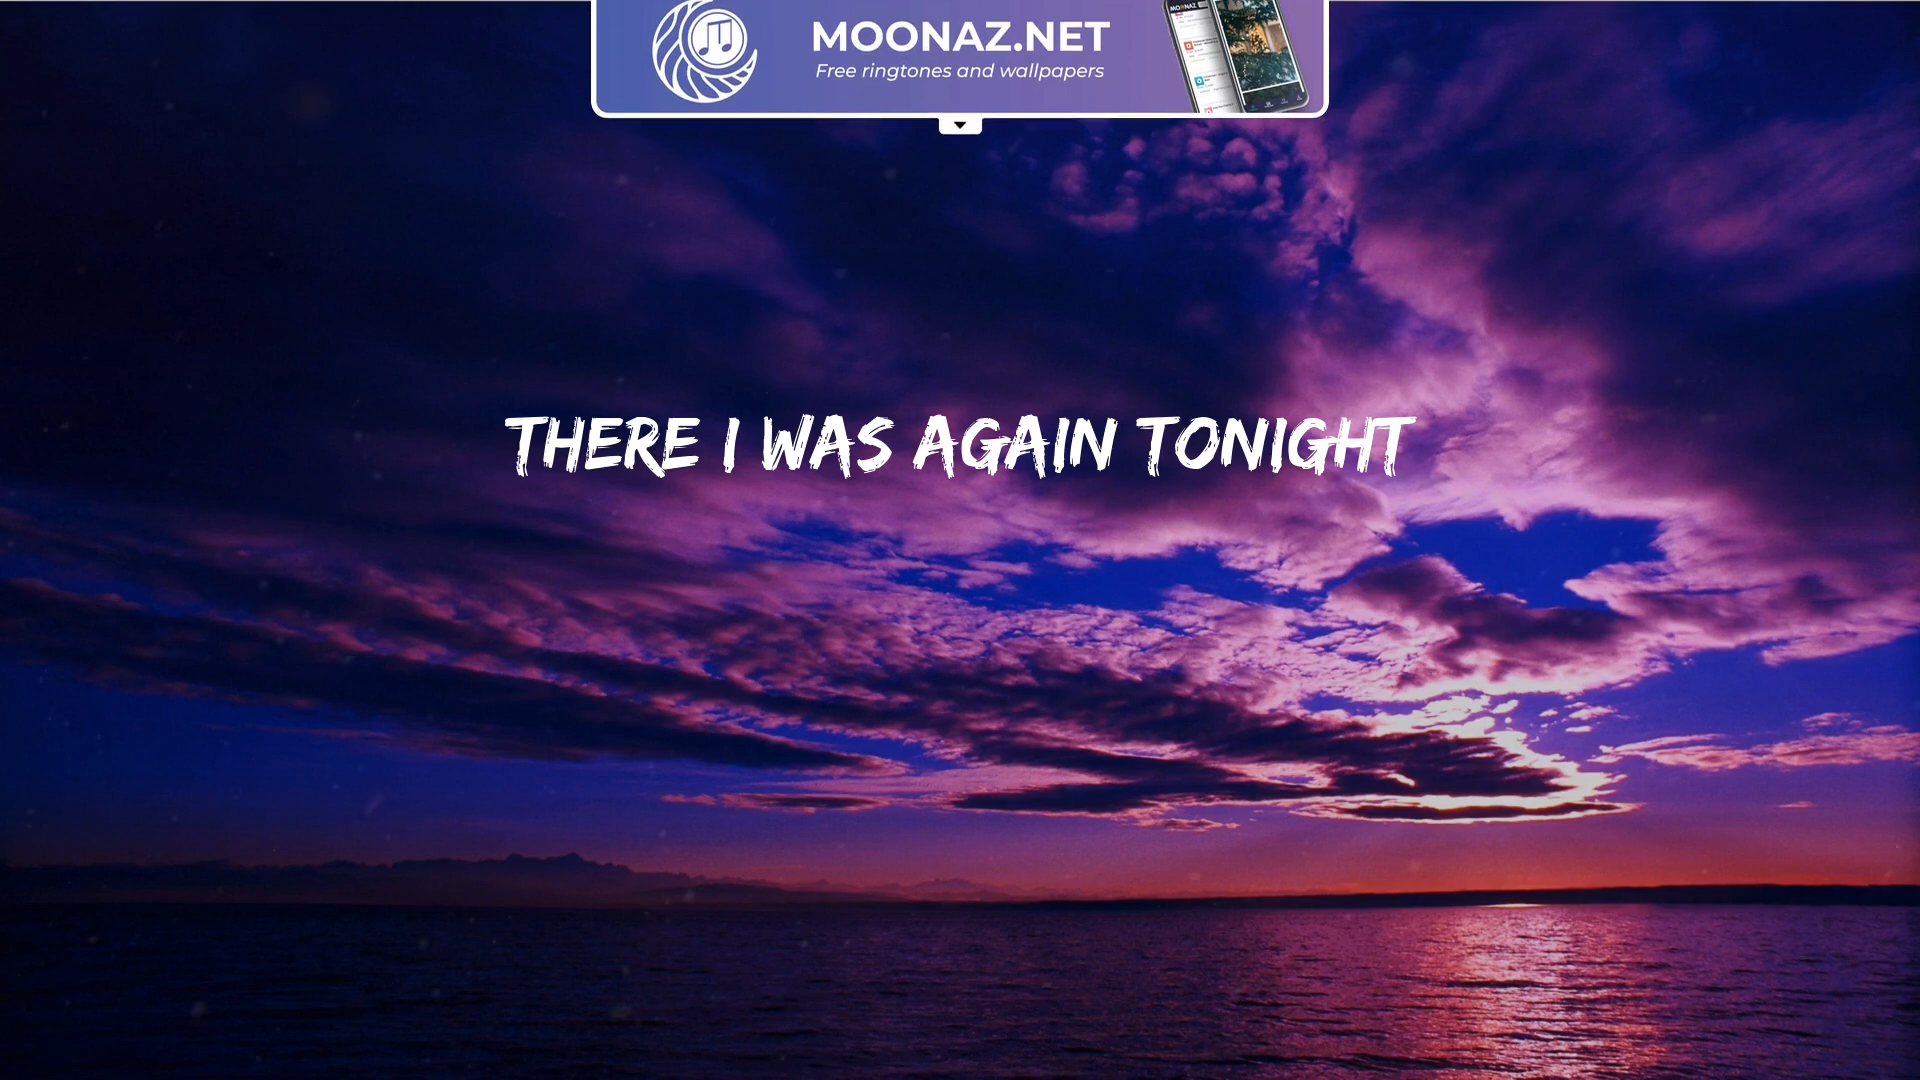 MOONAZ.NET
Free ringtones and wallpapers
THERE I WAS AGAIN TONIGHT